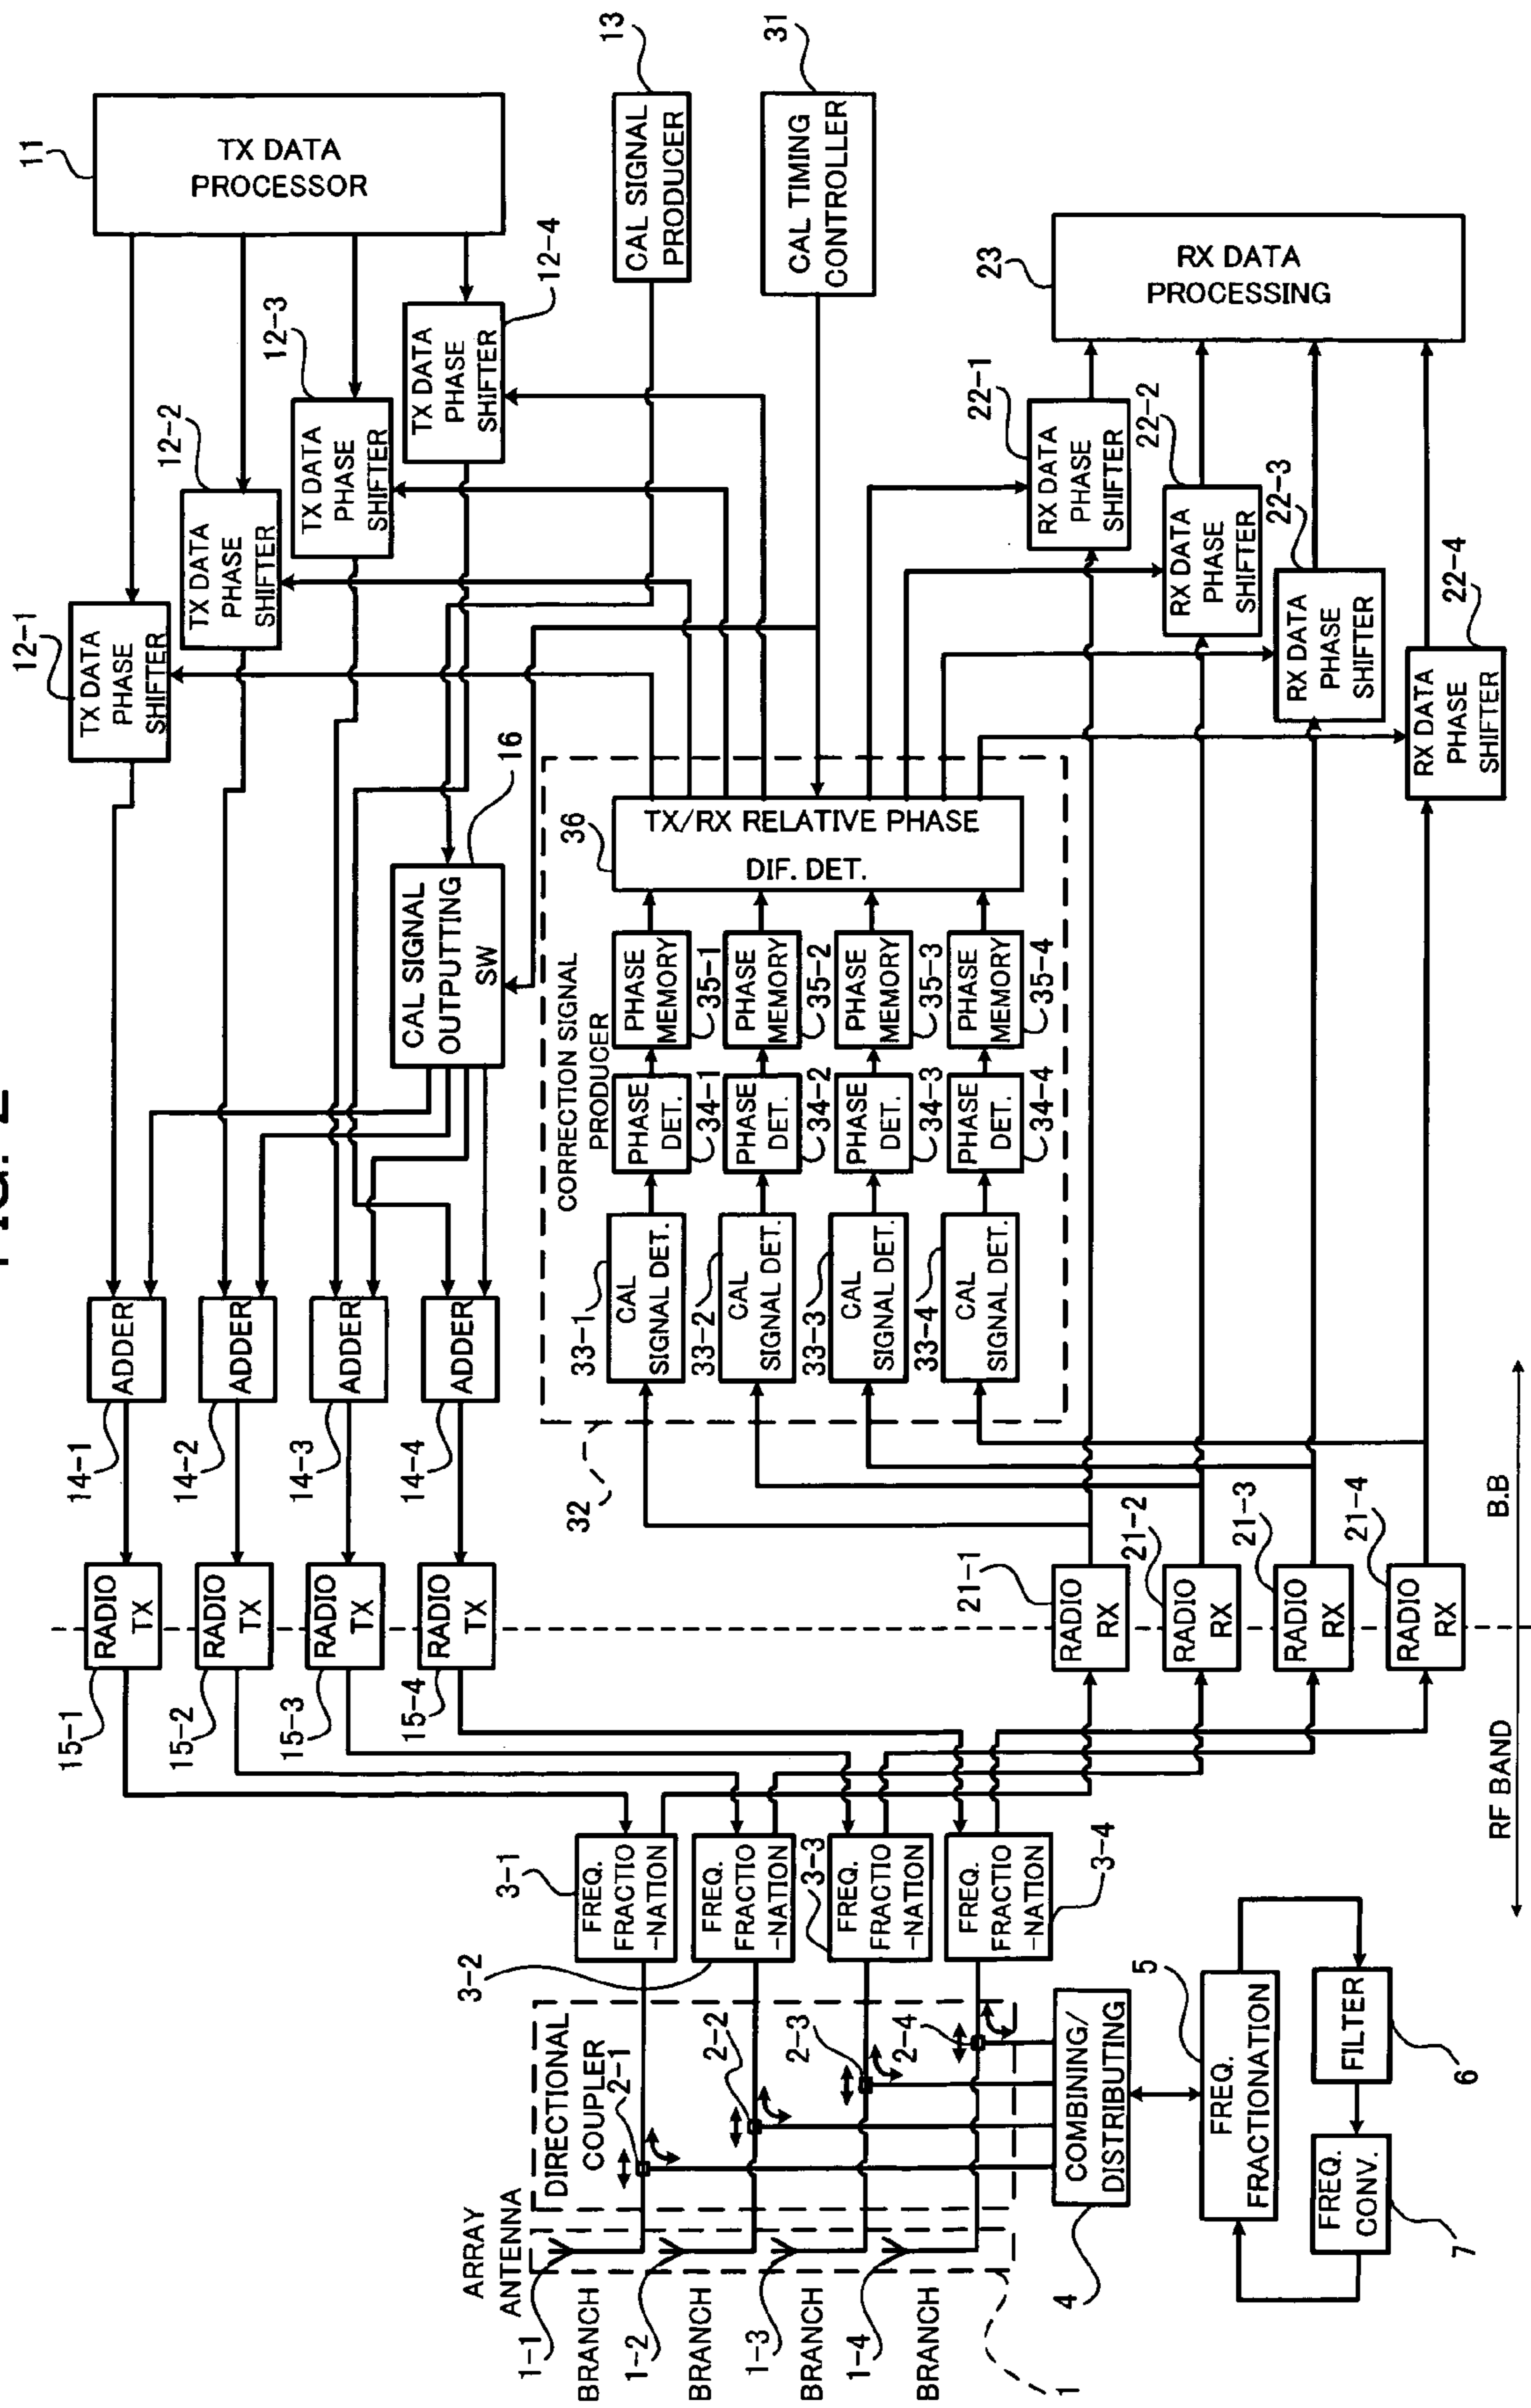 FIG. 2
11
TX DATA
PROCESSOR
12-1
TX DATA
PHASE
SHIFTER
12-2
TX DATA
PHASE
SHIFTER
12-3
TX DATA
PHASE
SHIFTER
12-4
TX DATA
PHASE
SHIFTER
13
CAL SIGNAL
PRODUCER
31
CAL TIMING
CONTROLLER
16
CAL SIGNAL
OUTPUTTING
SW
ADDER
14-1
ADDER
14-2
ADDER
14-3
ADDER
14-4
RADIO
TX
15-1
RADIO
TX
15-2
RADIO
TX
15-3
RADIO
TX
15-4
CORRECTION SIGNAL
PRODUCER
32
33-1
CAL
SIGNAL DET.
33-2
CAL
SIGNAL DET.
33-3
CAL
SIGNAL DET.
33-4
CAL
SIGNAL DET.
PHASE
DET.
34-1
PHASE
DET.
34-2
PHASE
DET.
34-3
PHASE
DET.
34-4
PHASE
MEMORY
35-1
PHASE
MEMORY
35-2
PHASE
MEMORY
35-3
PHASE
MEMORY
35-4
36
TX/RX RELATIVE PHASE
DIF. DET.
22-1
RX DATA
PHASE
SHIFTER
22-2
RX DATA
PHASE
SHIFTER
22-3
RX DATA
PHASE
SHIFTER
22-4
RX DATA
PHASE
SHIFTER
23
RX DATA
PROCESSING
21-1
RADIO
RX
21-2
RADIO
RX
21-3
RADIO
RX
21-4
RADIO
RX
3-1
FREQ.
FRACTIO
-NATION
3-2
FREQ.
FRACTIO
-NATION
3-3
FREQ.
FRACTIO
-NATION
3-4
FREQ.
FRACTIO
-NATION
DIRECTIONAL
COUPLER
2-1
2-2
2-3
2-4
ARRAY
ANTENNA
1-1
BRANCH
1-2
BRANCH
1-3
BRANCH
1-4
BRANCH
1
COMBINING/
DISTRIBUTING
4
5
FREQ.
FRACTIONATION
FILTER
6
FREQ.
CONV.
7
RF BAND
B.B